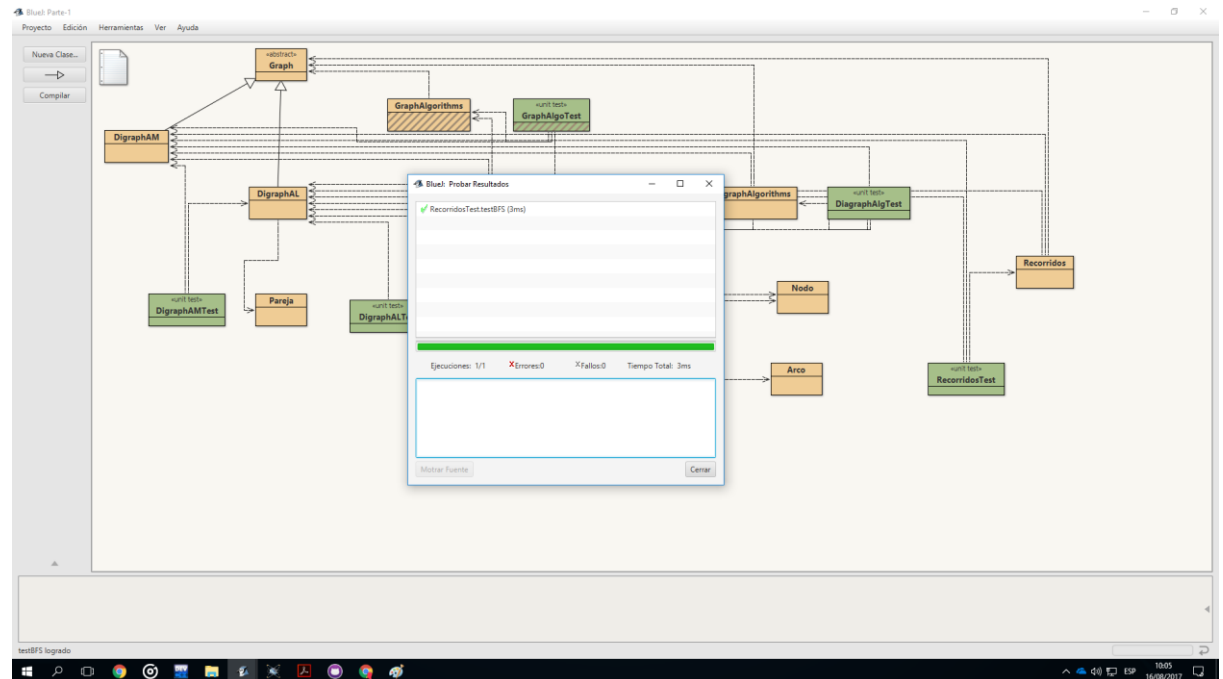 BlueJ: Parte-1
Proyecto Edición Herramientas Ver Ayuda
Nueva Clase...
Compilar
«abstract»
Graph
GraphAlgorithms
«unit test»
GraphAlgoTest
DigraphAM
DigraphAL
BlueJ: Probar Resultados
RecorridosTest.testBFS (3ms)
Ejecuciones: 1/1 Errores:0 Fallos:0 Tiempo Total: 3ms
Motrar Fuente
Cerrar
graphAlgorithms
«unit test»
DiagraphAlgTest
Recorridos
«unit test»
DigraphAMTest
Pareja
«unit test»
DigraphALTe
Nodo
Arco
«unit test»
RecorridosTest
testBFS logrado
ESP
10:05
16/08/2017